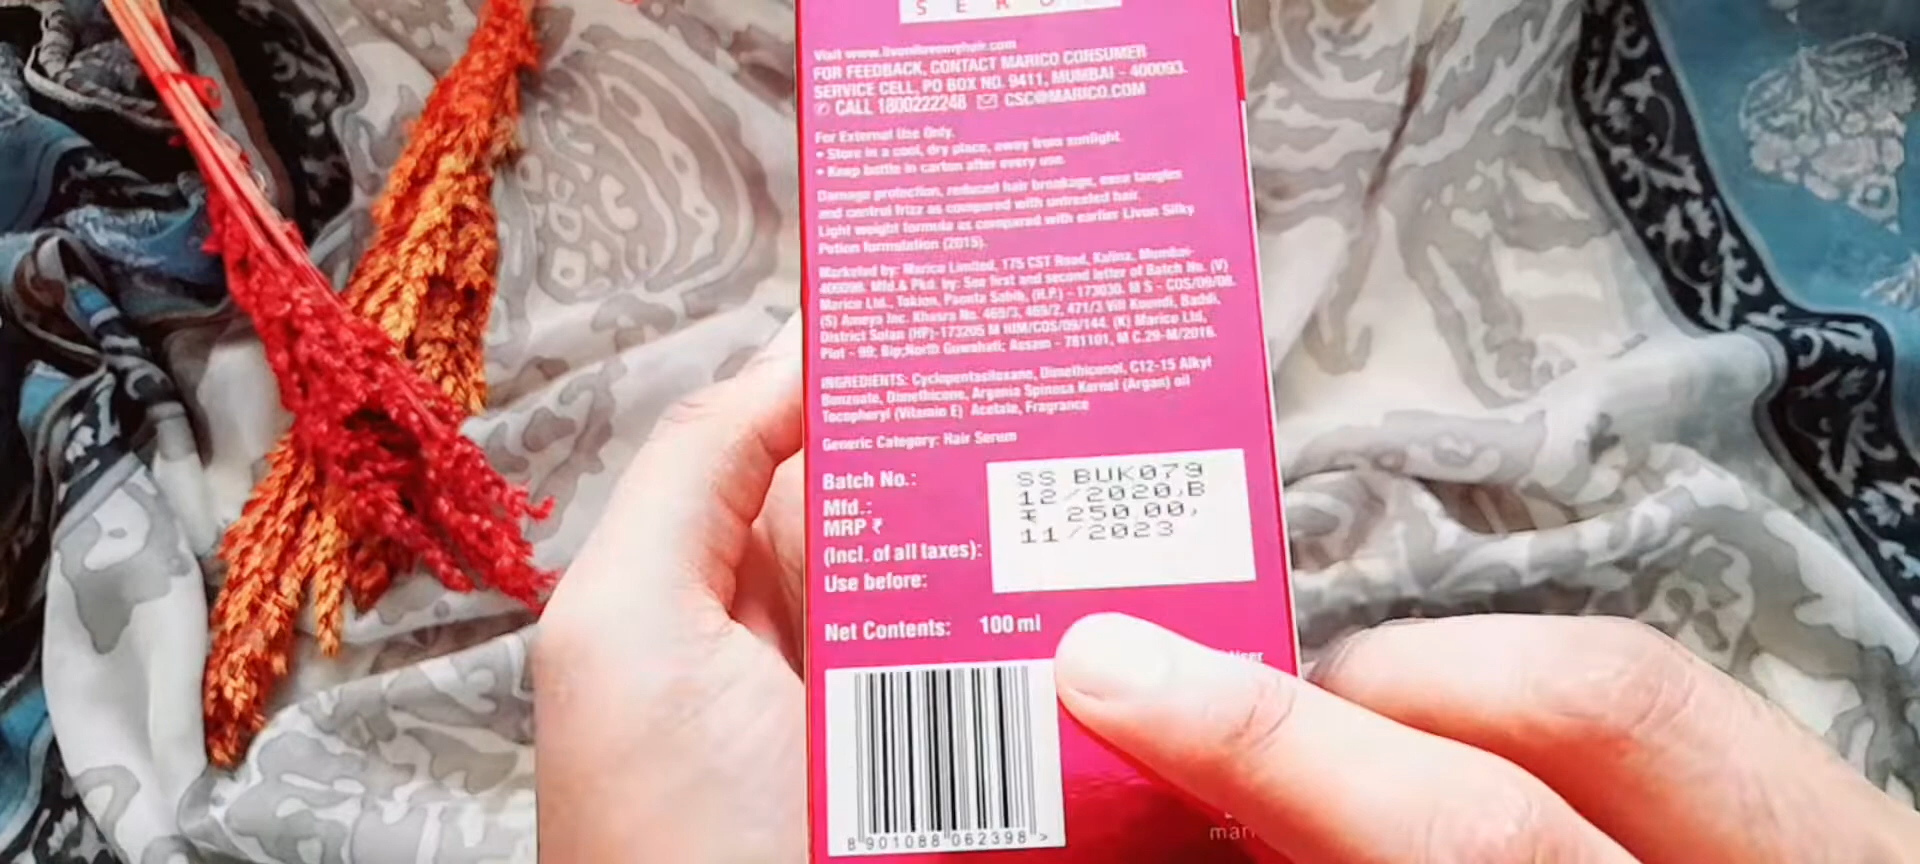 SERU
Visit www.livonilovemyhair.com
FOR FEEDBACK, CONTACT MARICO CONSUMER
SERVICE CELL, PO BOX NO. 9411, MUMBAI - 400093.
CALL 1800222248 CSC@MARICO.COM
For External Use Only.
• Store in a cool, dry place, away from sunlight.
• Keep bottle in carton after every use.
Damage protection, reduced hair breakage, ease tangles
and control frizz as compared with untreated hair.
Light weight formula as compared with earlier Livon Silky
Potion formulation (2015).
Marketed by: Marico Limited, 175 CST Road, Kalina, Mumbai-
400098. Mfd.& Pkd. by: See first and second letter of Batch No. (V)
Marico Ltd., Tokion, Paonta Sahib, (H.P.) - 173030. M S - COS/09/08.
(S) Ameya Inc. Khasra No. 469/3, 469/2, 471/3 Vill Koundi, Baddi,
District Solan (HP)-173205 M HIM/COS/09/144, (K) Marico Ltd,
Plot - 99; Bip;North Guwahati; Assam - 781101, M C.29-M/2016.
INGREDIENTS: Cyclopentasiloxane, Dimethiconol, C12-15 Alkyl
Benzoate, Dimethicone, Argania Spinosa Kernel (Argan) oil
Tocopheryl (Vitamin E) Acetate, Fragrance
Generic Category: Hair Serum
Batch No.: SS BUK079
Mfd.: 12/2020,B
MRP ₹ ₹ 250.00,
(Incl. of all taxes): 11/2023
Use before:
Net Contents: 100 ml
8 901088 062398 >
mari